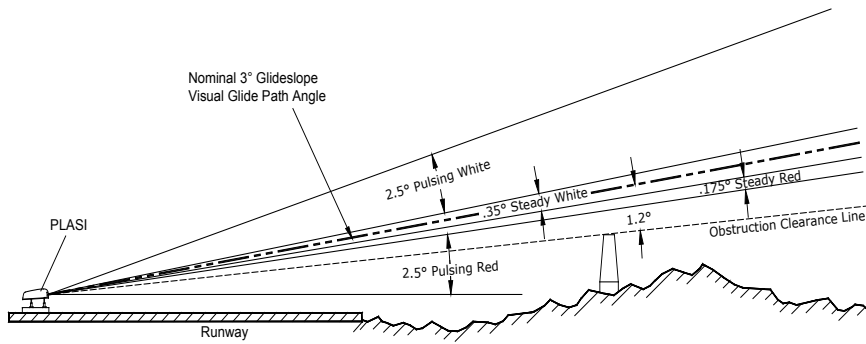 Nominal 3° Glideslope
Visual Glide Path Angle
2.5° Pulsing White
.35° Steady White
.175° Steady Red
1.2°
Obstruction Clearance Line
PLASI
2.5° Pulsing Red
Runway